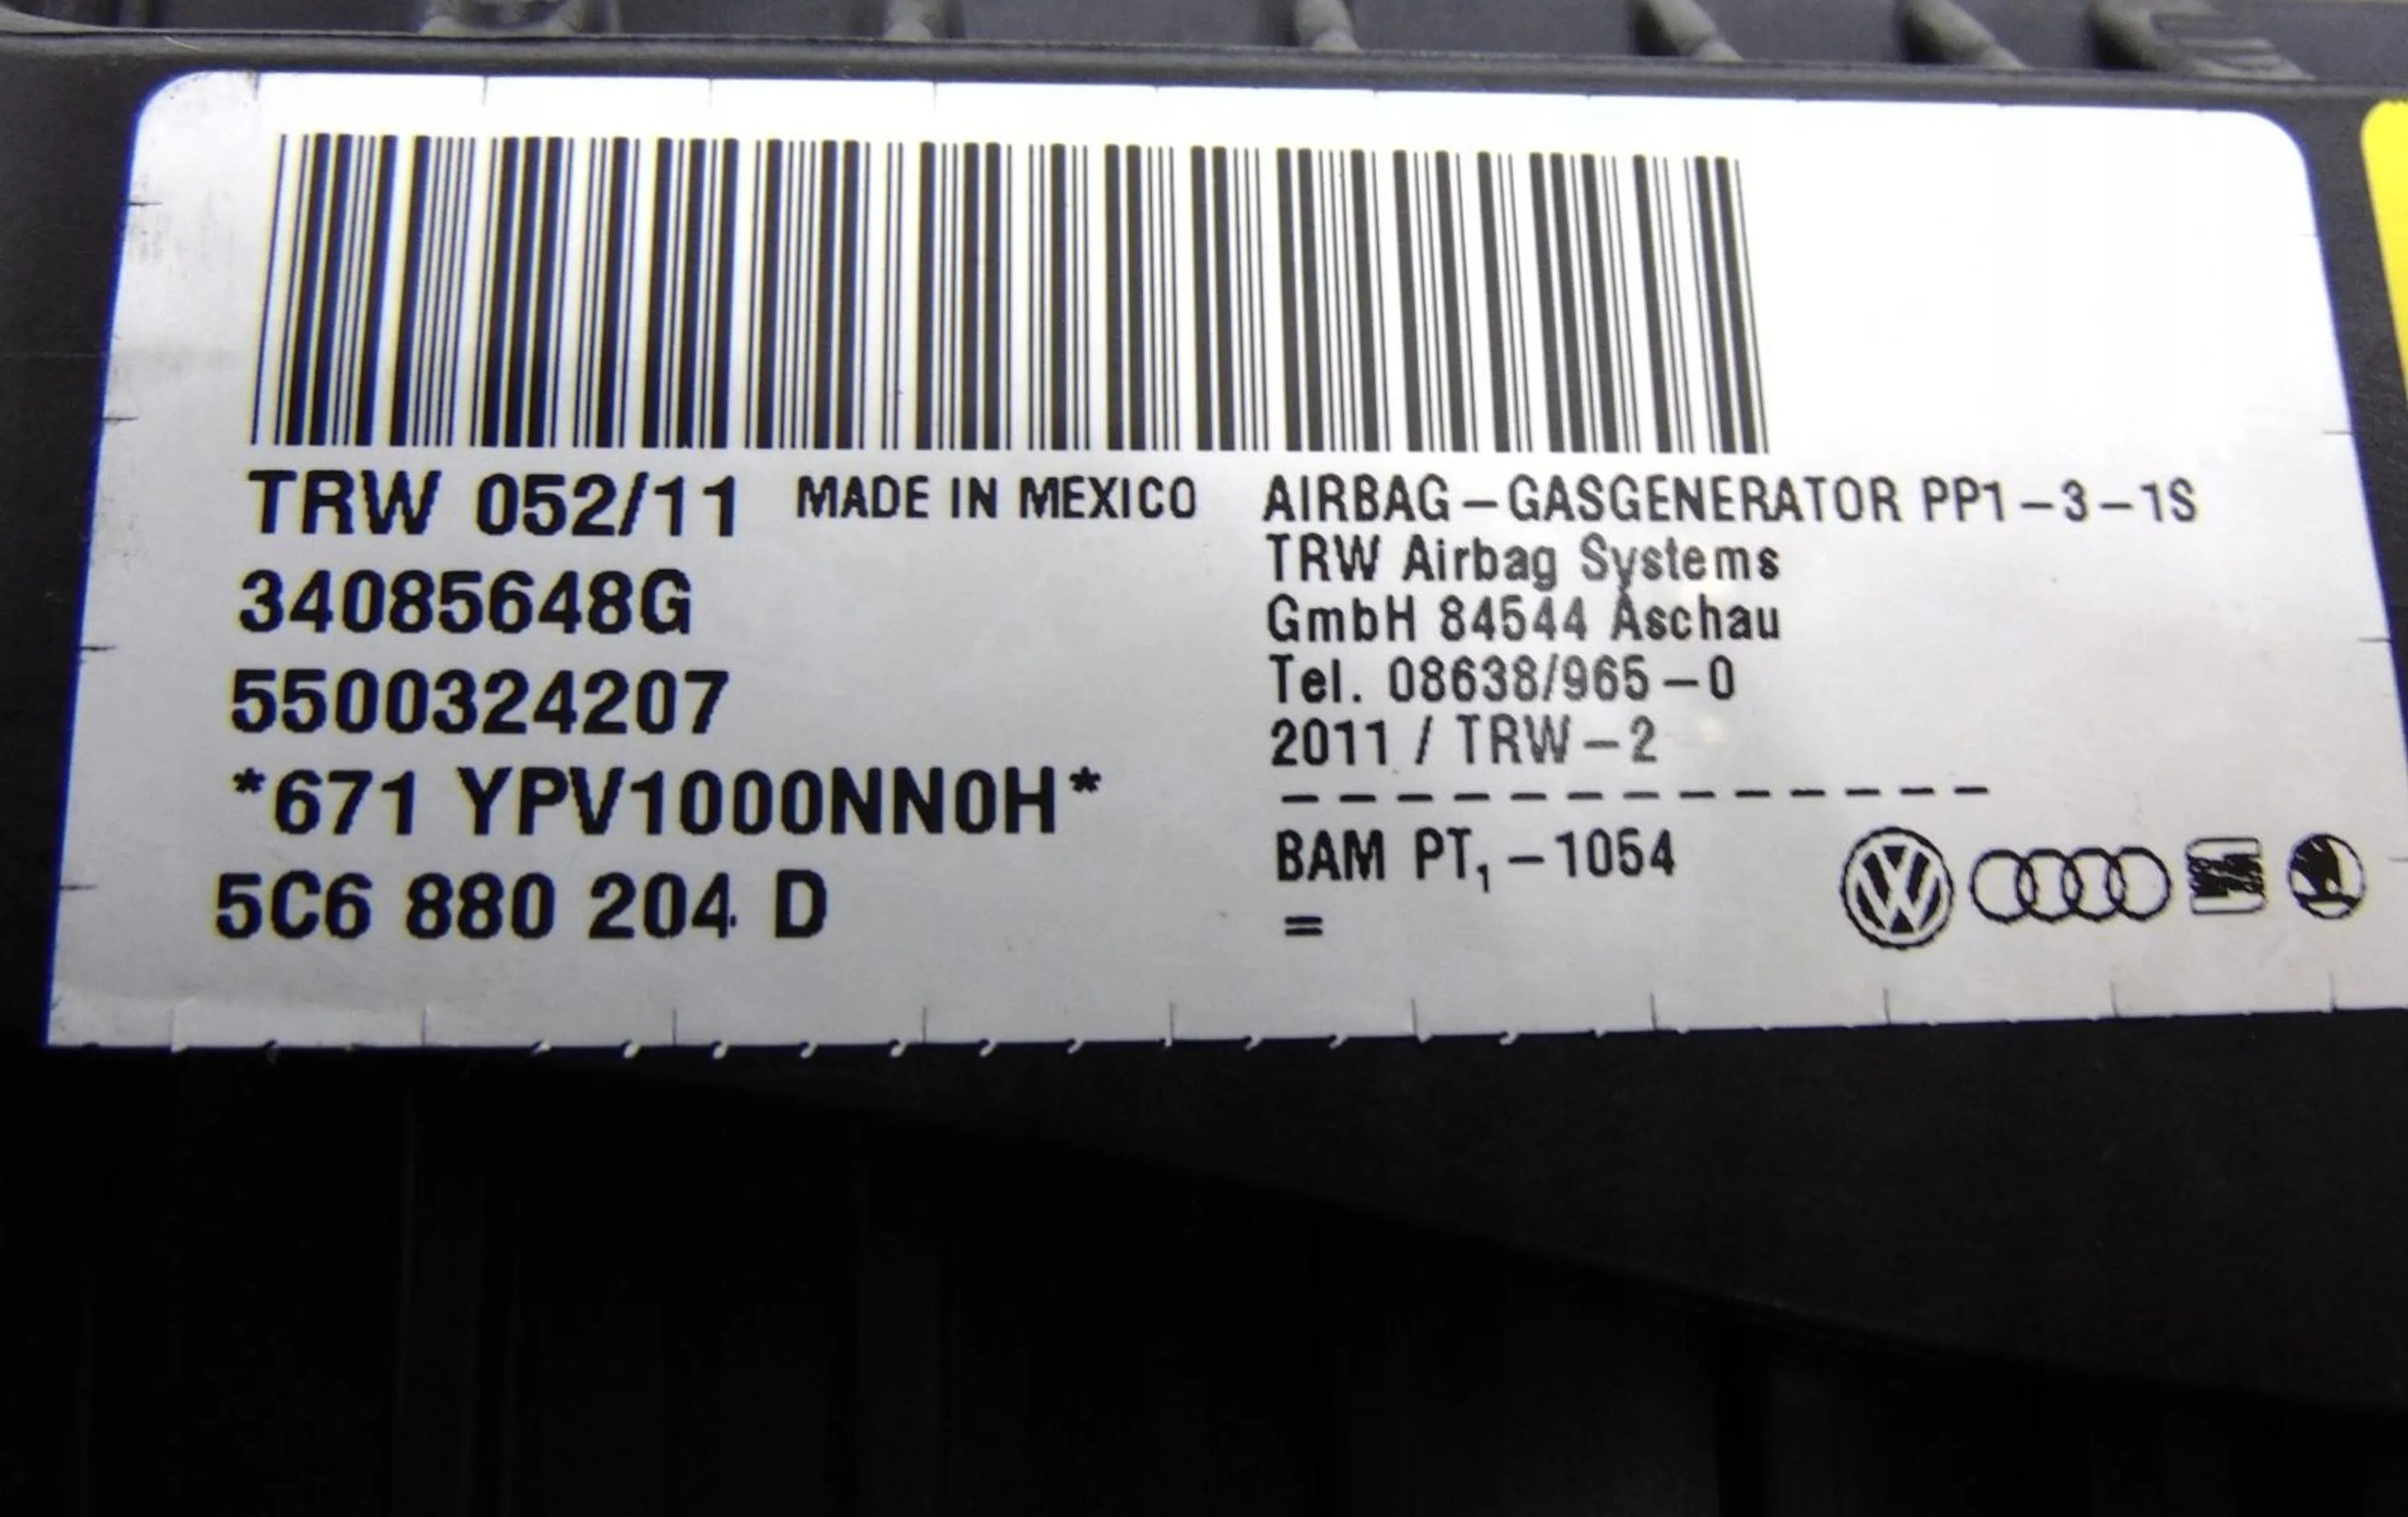 TRW 052/11 MADE IN MEXICO
34085648G
5500324207
*671 YPV1000NN0H*
5C6 880 204 D
AIRBAG-GASGENERATOR PP1-3-1S
TRW Airbag Systems
GmbH 84544 Aschau
Tel. 08638/965-0
2011 / TRW-2
--------------
BAM PT₁-1054
=